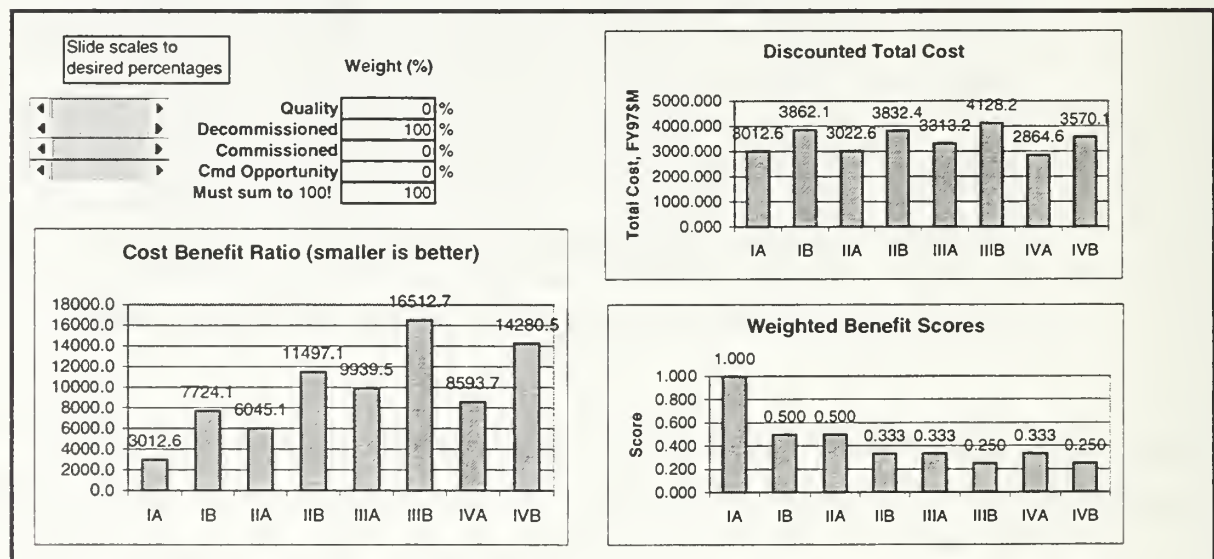 Slide scales to
desired percentages
Weight (%)
Quality 0 %
Decommissioned 100 %
Commissioned 0 %
Cmd Opportunity 0 %
Must sum to 100! 100
Discounted Total Cost
Total Cost, FY97$M
5000.000
4000.000
3000.000
2000.000
1000.000
0.000
3012.6 3862.1 3022.6 3832.4 3313.2 4128.2 2864.6 3570.1
IA IB IIA IIB IIIA IIIB IVA IVB
Cost Benefit Ratio (smaller is better)
18000.0
16000.0
14000.0
12000.0
10000.0
8000.0
6000.0
4000.0
2000.0
0.0
3012.6 7724.1 6045.1 11497.1 9939.5 16512.7 8593.7 14280.5
IA IB IIA IIB IIIA IIIB IVA IVB
Weighted Benefit Scores
Score
1.000
0.800
0.600
0.400
0.200
0.000
1.000 0.500 0.500 0.333 0.333 0.250 0.333 0.250
IA IB IIA IIB IIIA IIIB IVA IVB